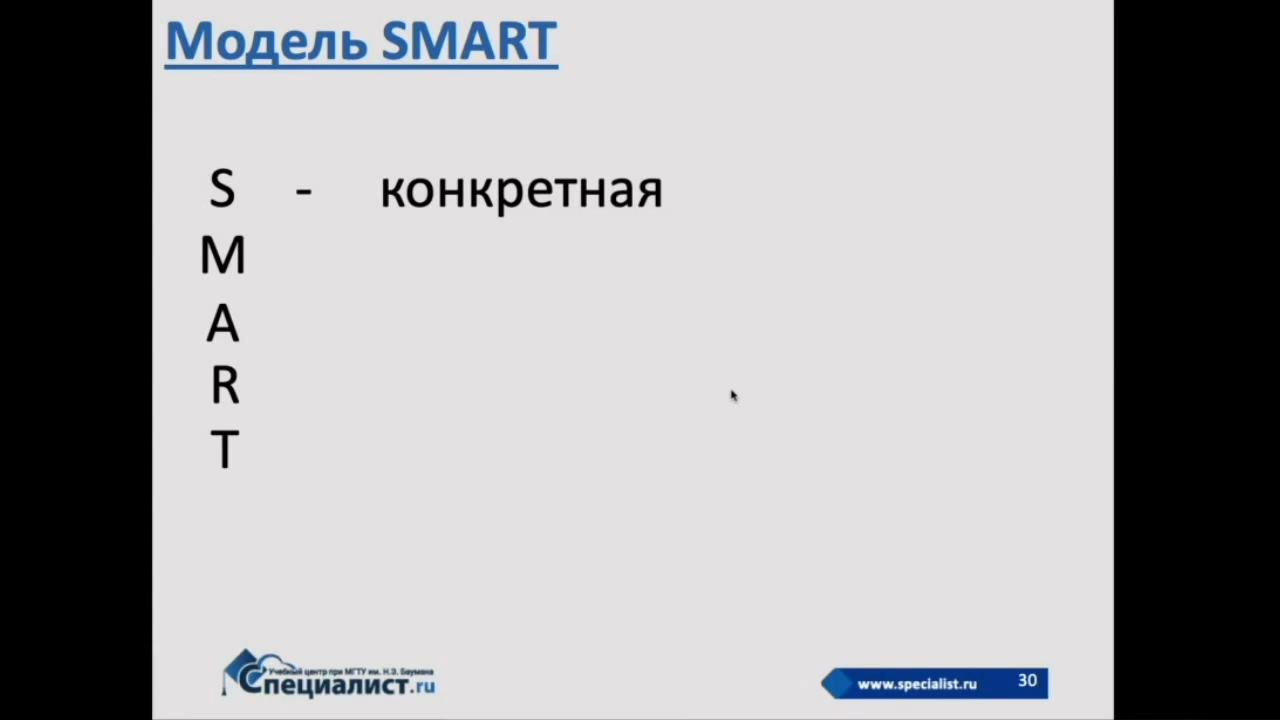 Модель SMART
S - конкретная
M
A
R
T
Учебный центр при МГТУ им. Н.Э. Баумана
Специалист.ru
www.specialist.ru 30